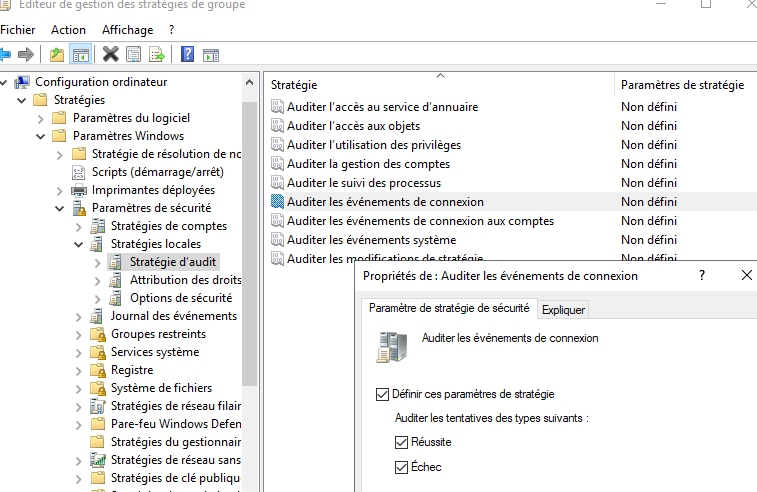 Editeur de gestion des stratégies de groupe
Fichier Action Affichage ?
Configuration ordinateur
Stratégies
Paramètres du logiciel
Paramètres Windows
Stratégie de résolution de
Scripts (démarrage/arrêt)
Imprimantes déployées
Paramètres de sécurité
Stratégies de comptes
Stratégies locales
Stratégie d'audit
Attribution des droits
Options de sécurité
Journal des événements
Groupes restreints
Services système
Registre
Système de fichiers
Stratégies de réseau filair
Pare-feu Windows Defen
Stratégies du gestionnair
Stratégies de réseau sans
Stratégies de clé publiqu
Stratégie Paramètres de stratégie
Auditer l'accès au service d'annuaire Non défini
Auditer l'accès aux objets Non défini
Auditer l'utilisation des privilèges Non défini
Auditer la gestion des comptes Non défini
Auditer le suivi des processus Non défini
Auditer les événements de connexion Non défini
Auditer les événements de connexion aux comptes Non défini
Auditer les événements système Non défini
Auditer les modifications de stratégie Non défini
Propriétés de : Auditer les événements de connexion ?
Paramètre de stratégie de sécurité Expliquer
Auditer les événements de connexion
Définir ces paramètres de stratégie
Auditer les tentatives des types suivants :
Réussite
Échec